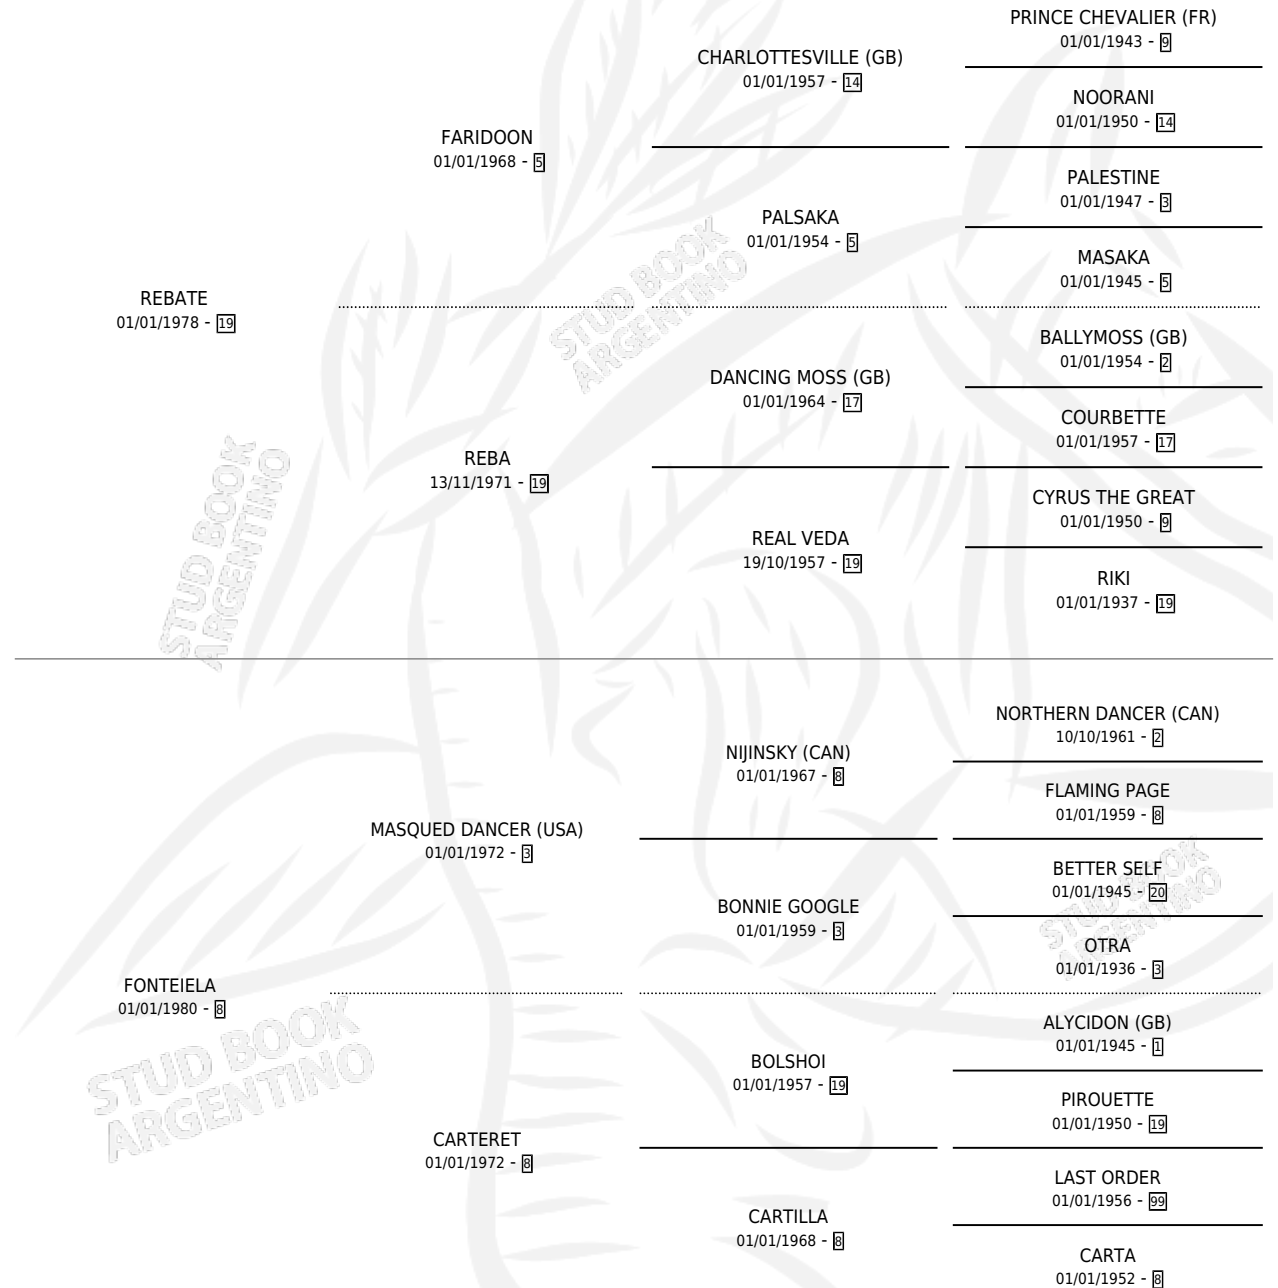 PRINCE CHEVALIER (FR)
01/01/1943 - 9
CHARLOTTESVILLE (GB)
01/01/1957 - 14
NOORANI
01/01/1950 - 14
FARIDOON
01/01/1968 - 5
PALESTINE
01/01/1947 - 3
PALSAKA
01/01/1954 - 5
MASAKA
01/01/1945 - 5
REBATE
01/01/1978 - 19
BALLYMOSS (GB)
01/01/1954 - 2
DANCING MOSS (GB)
01/01/1964 - 17
COURBETTE
01/01/1957 - 17
REBA
13/11/1971 - 19
CYRUS THE GREAT
01/01/1950 - 9
REAL VEDA
19/10/1957 - 19
RIKI
01/01/1937 - 19
STUD BOOK
ARGENTINO
STUD BOOK
ARGENTINO
NORTHERN DANCER (CAN)
10/10/1961 - 2
NIJINSKY (CAN)
01/01/1967 - 8
FLAMING PAGE
01/01/1959 - 8
MASQUED DANCER (USA)
01/01/1972 - 3
BETTER SELF
01/01/1945 - 20
BONNIE GOOGLE
01/01/1959 - 3
OTRA
01/01/1936 - 3
FONTEIELA
01/01/1980 - 8
ALYCIDON (GB)
01/01/1945 - 1
BOLSHOI
01/01/1957 - 19
PIROUETTE
01/01/1950 - 19
CARTERET
01/01/1972 - 8
LAST ORDER
01/01/1956 - 99
CARTILLA
01/01/1968 - 8
CARTA
01/01/1952 - 8
STUD BOOK
ARGENTINO
STUD BOOK
ARGENTINO